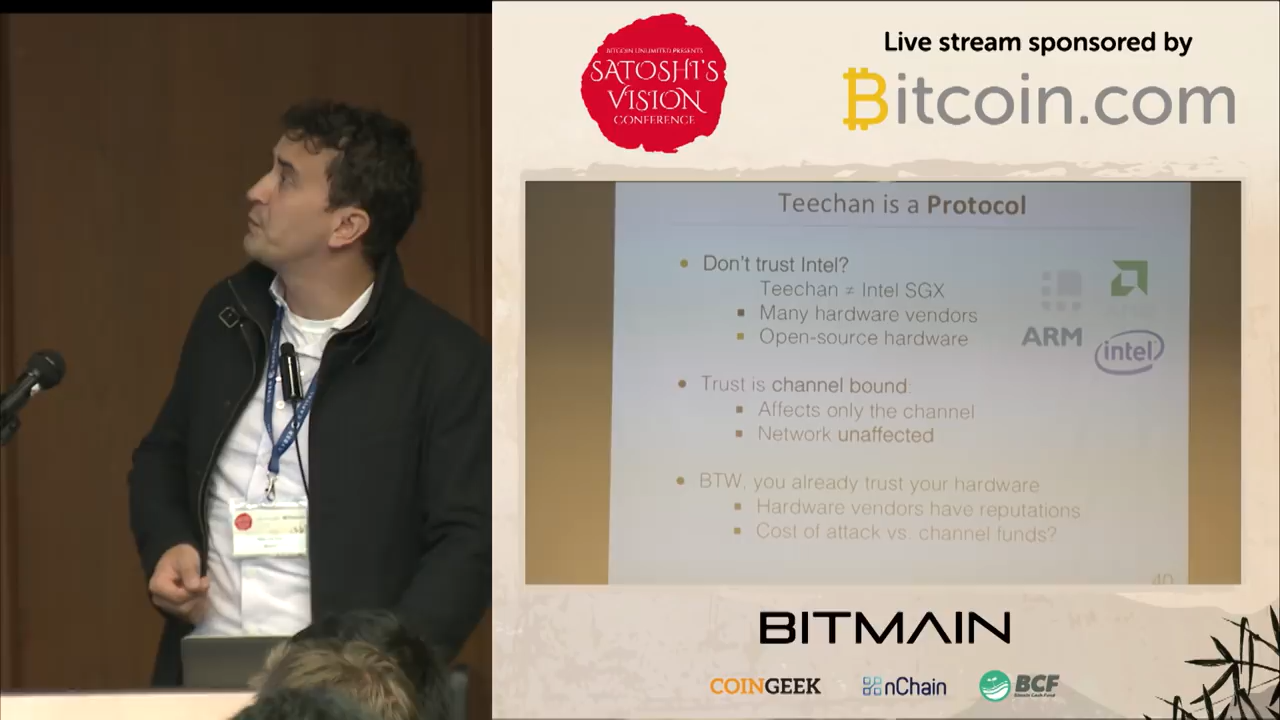 BITCOIN UNLIMITED PRESENTS
SATOSHI'S
VISION
CONFERENCE
Live stream sponsored by
Bitcoin.com
Teechan is a Protocol
Don't trust Intel?
Teechan ≠ Intel SGX
Many hardware vendors
Open-source hardware
AMD
ARM
intel
Trust is channel bound:
Affects only the channel
Network unaffected
BTW, you already trust your hardware
Hardware vendors have reputations
Cost of attack vs. channel funds?
40
BITMAIN
COINGEEK
nChain
BCF